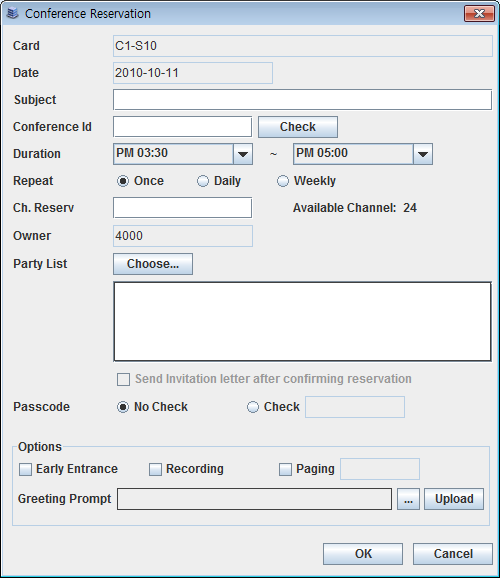 Conference Reservation
Card C1-S10
Date 2010-10-11
Subject
Conference Id Check
Duration PM 03:30 ~ PM 05:00
Repeat Once Daily Weekly
Ch. Reserv Available Channel: 24
Owner 4000
Party List Choose...
Send Invitation letter after confirming reservation
Passcode No Check Check
Options
Early Entrance Recording Paging
Greeting Prompt ... Upload
OK Cancel